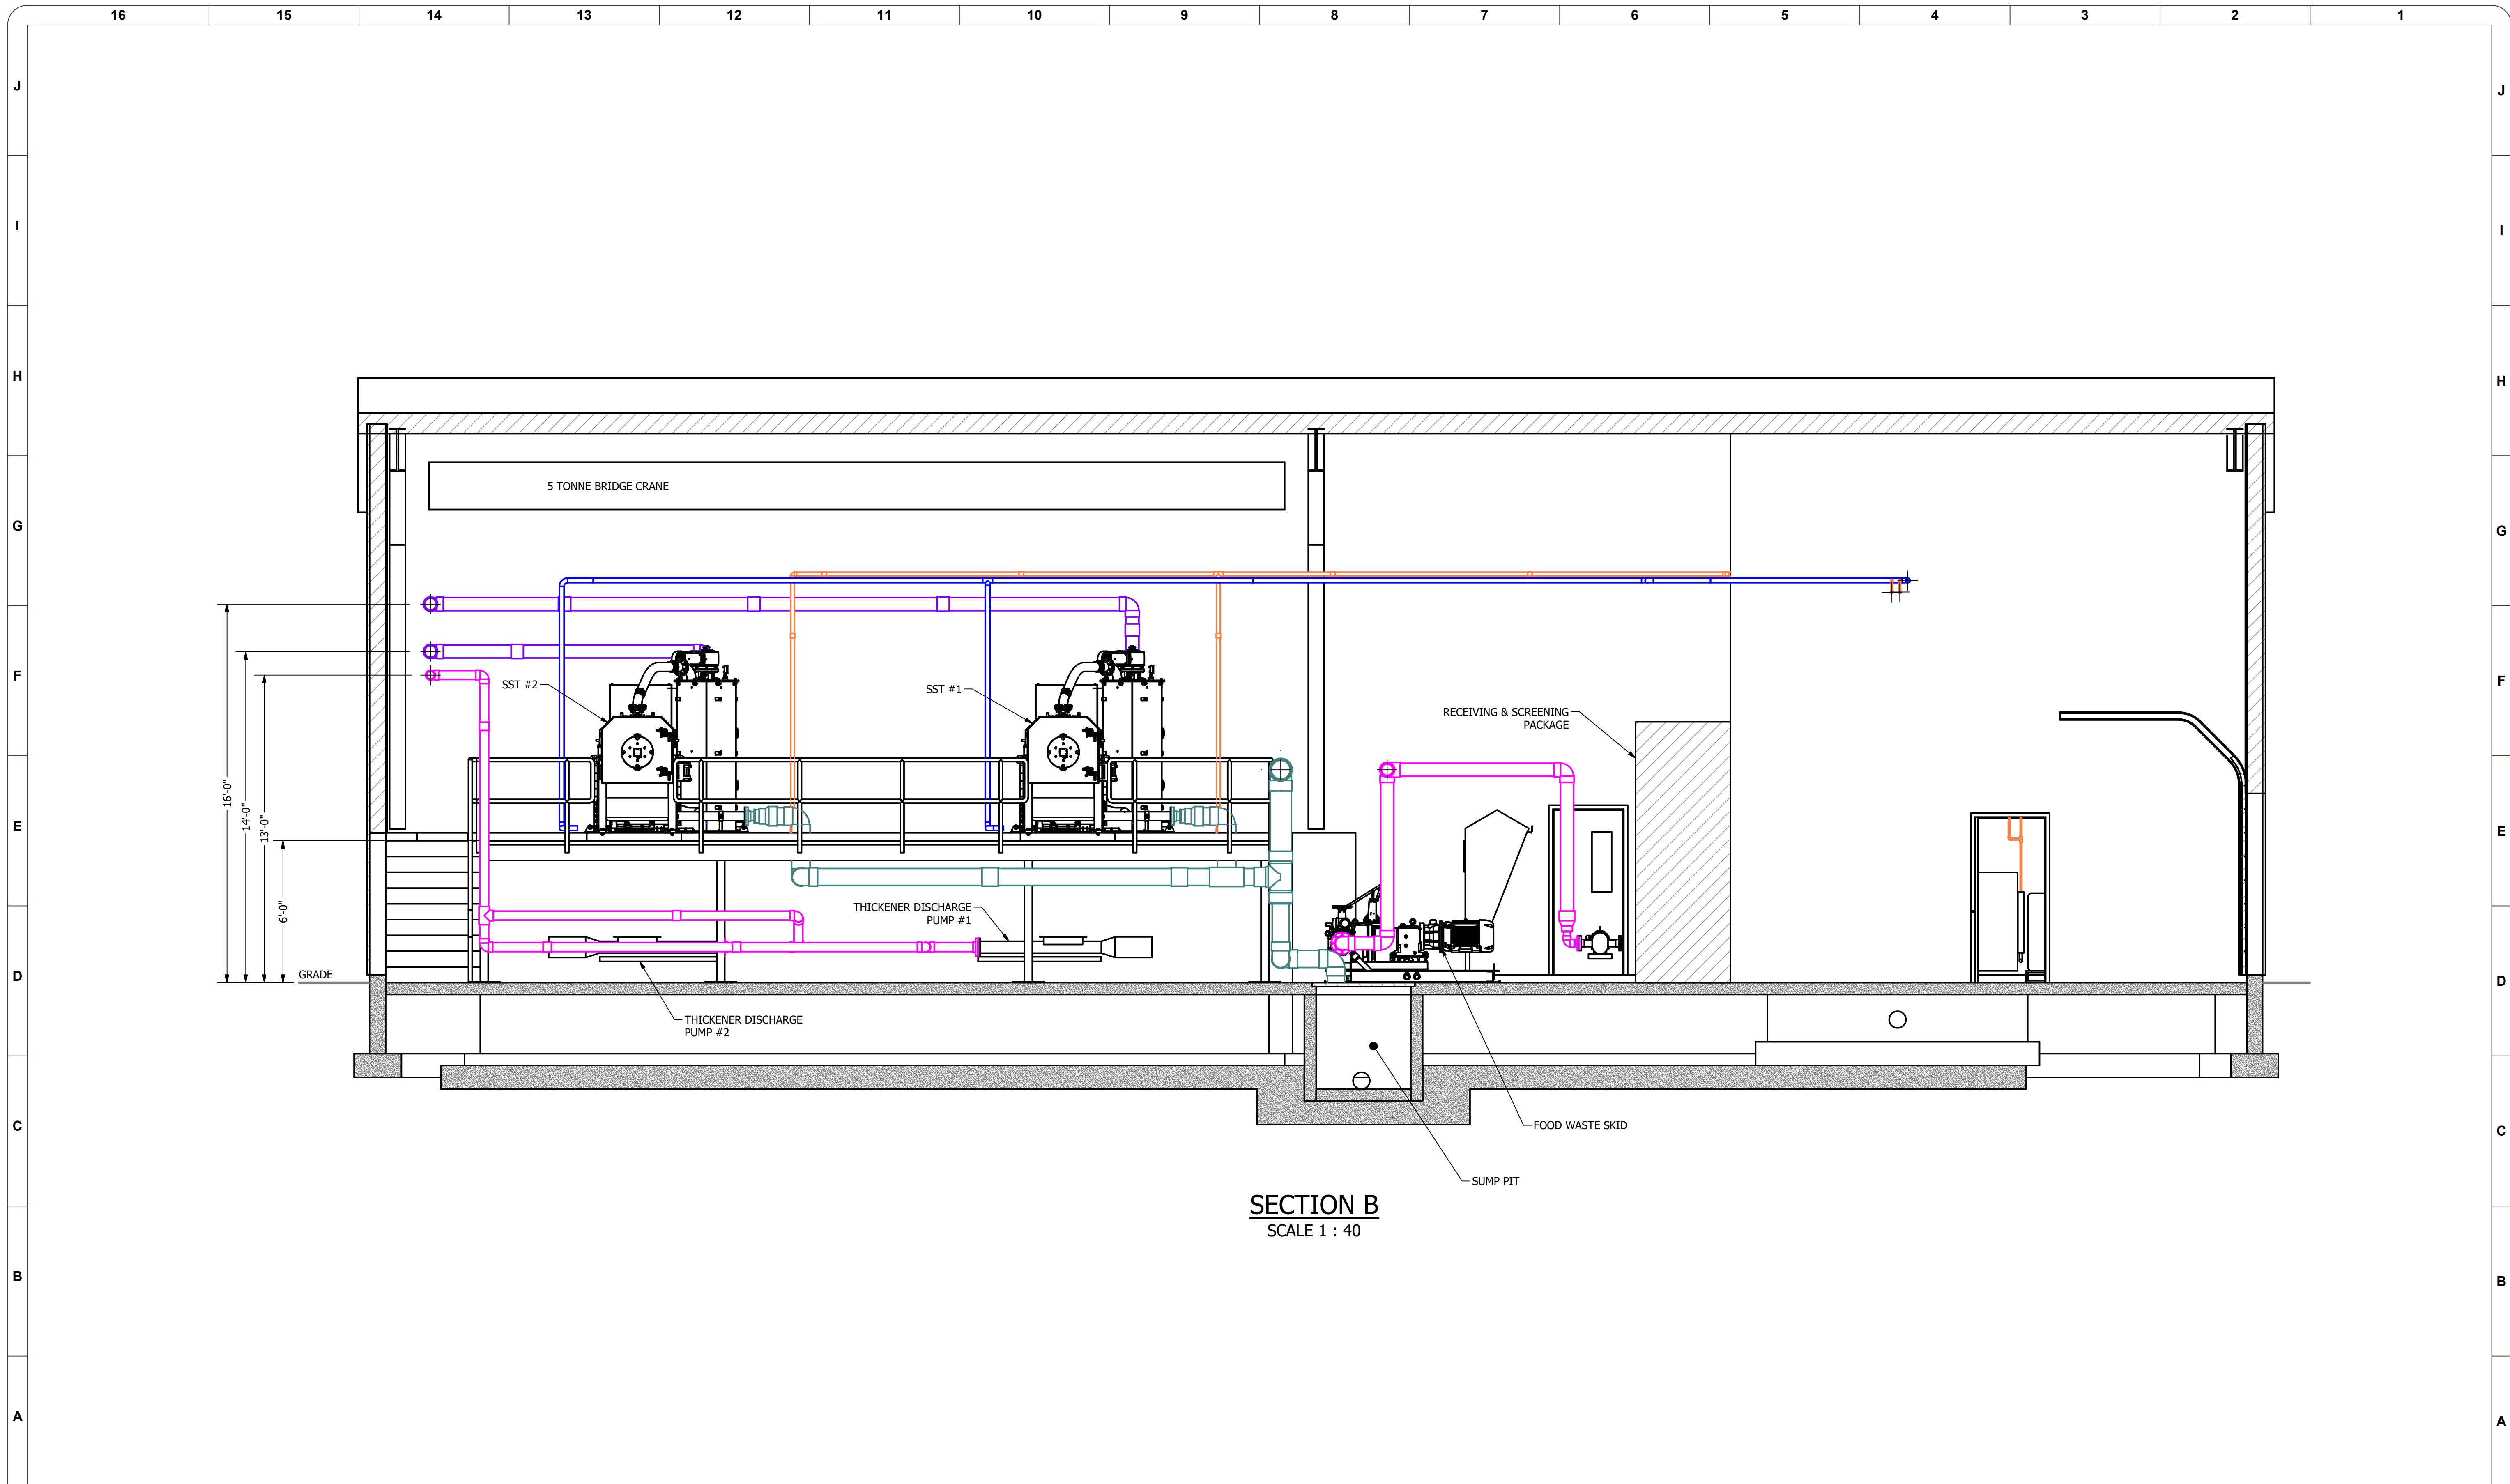 16 15 14 13 12 11 10 9 8 7 6 5 4 3 2 1
J J
I I
H H
5 TONNE BRIDGE CRANE
G G
SST #2
SST #1
F F
RECEIVING & SCREENING
PACKAGE
16'-0"
14'-0"
13'-0"
6'-0"
E E
THICKENER DISCHARGE
PUMP #1
GRADE
D D
THICKENER DISCHARGE
PUMP #2
C C
FOOD WASTE SKID
SUMP PIT
SECTION B
SCALE 1 : 40
B B
A A